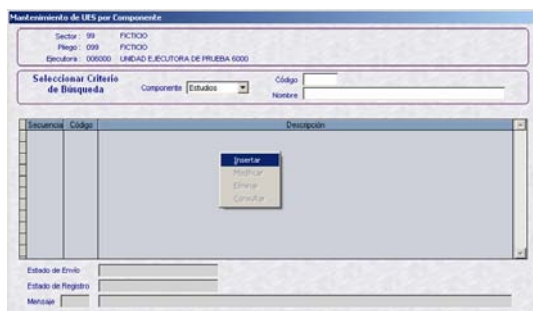 Mantenimiento de UES por Componente
Sector : 99 FICTICIO
Pliego : 099 FICTICIO
Ejecutora : 006000 UNIDAD EJECUTORA DE PRUEBA 6000
Seleccionar Criterio de Búsqueda
Componente Estudios
Código
Nombre
Secuencia Código Descripción
Insertar
Modificar
Eliminar
Consultar
Estado de Envío
Estado de Registro
Mensaje